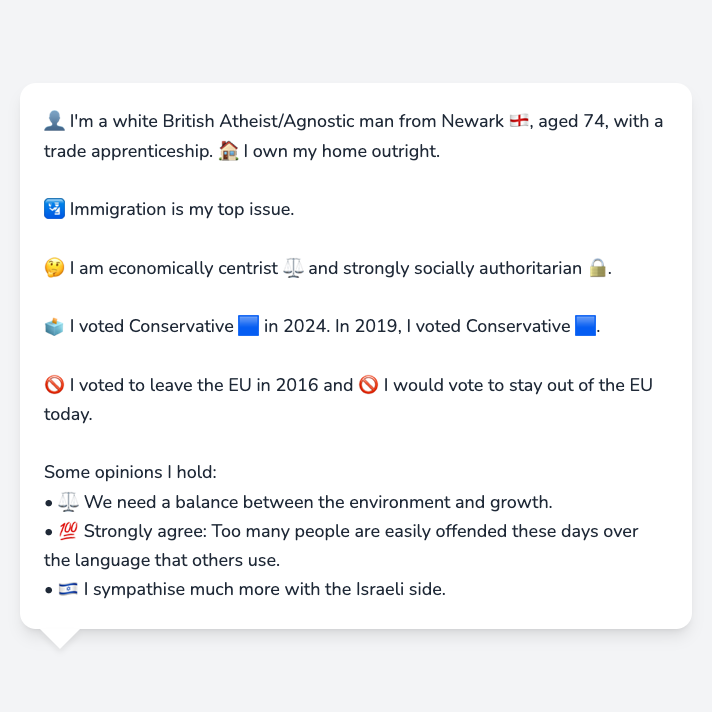 👤 I'm a white British Atheist/Agnostic man from Newark 🏴󠁧󠁢󠁥󠁮󠁧󠁿, aged 74, with a
trade apprenticeship. 🏠 I own my home outright.
🛂 Immigration is my top issue.
🤔 I am economically centrist ⚖️ and strongly socially authoritarian 🔒.
🗳️ I voted Conservative 🟦 in 2024. In 2019, I voted Conservative 🟦.
🚫 I voted to leave the EU in 2016 and 🚫 I would vote to stay out of the EU
today.
Some opinions I hold:
• ⚖️ We need a balance between the environment and growth.
• 💯 Strongly agree: Too many people are easily offended these days over
the language that others use.
• 🇮🇱 I sympathise much more with the Israeli side.